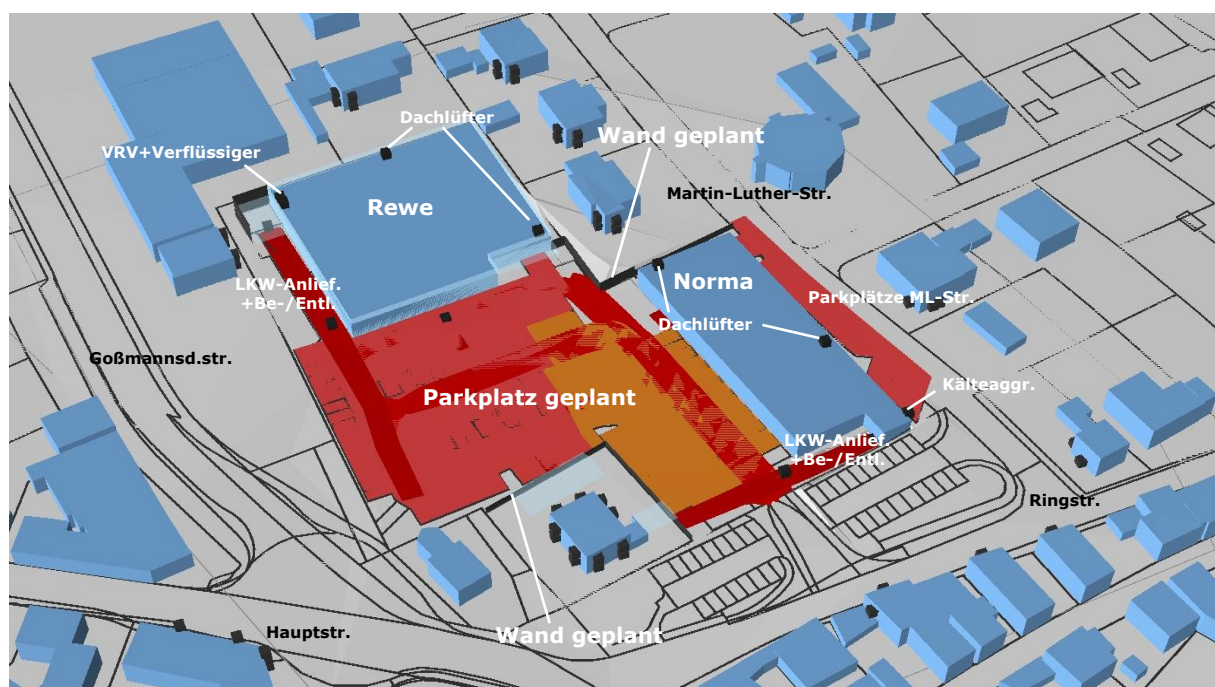 Dachlüfter
Wand geplant
VRV+Verflüssiger
Martin-Luther-Str.
Rewe
LKW-Anlief.
+Be-/Entl.
Norma
Parkplätze ML-Str.
Dachlüfter
Goßmannsd.str.
Parkplatz geplant
Kälteaggr.
LKW-Anlief.
+Be-/Entl.
Ringstr.
Hauptstr.
Wand geplant